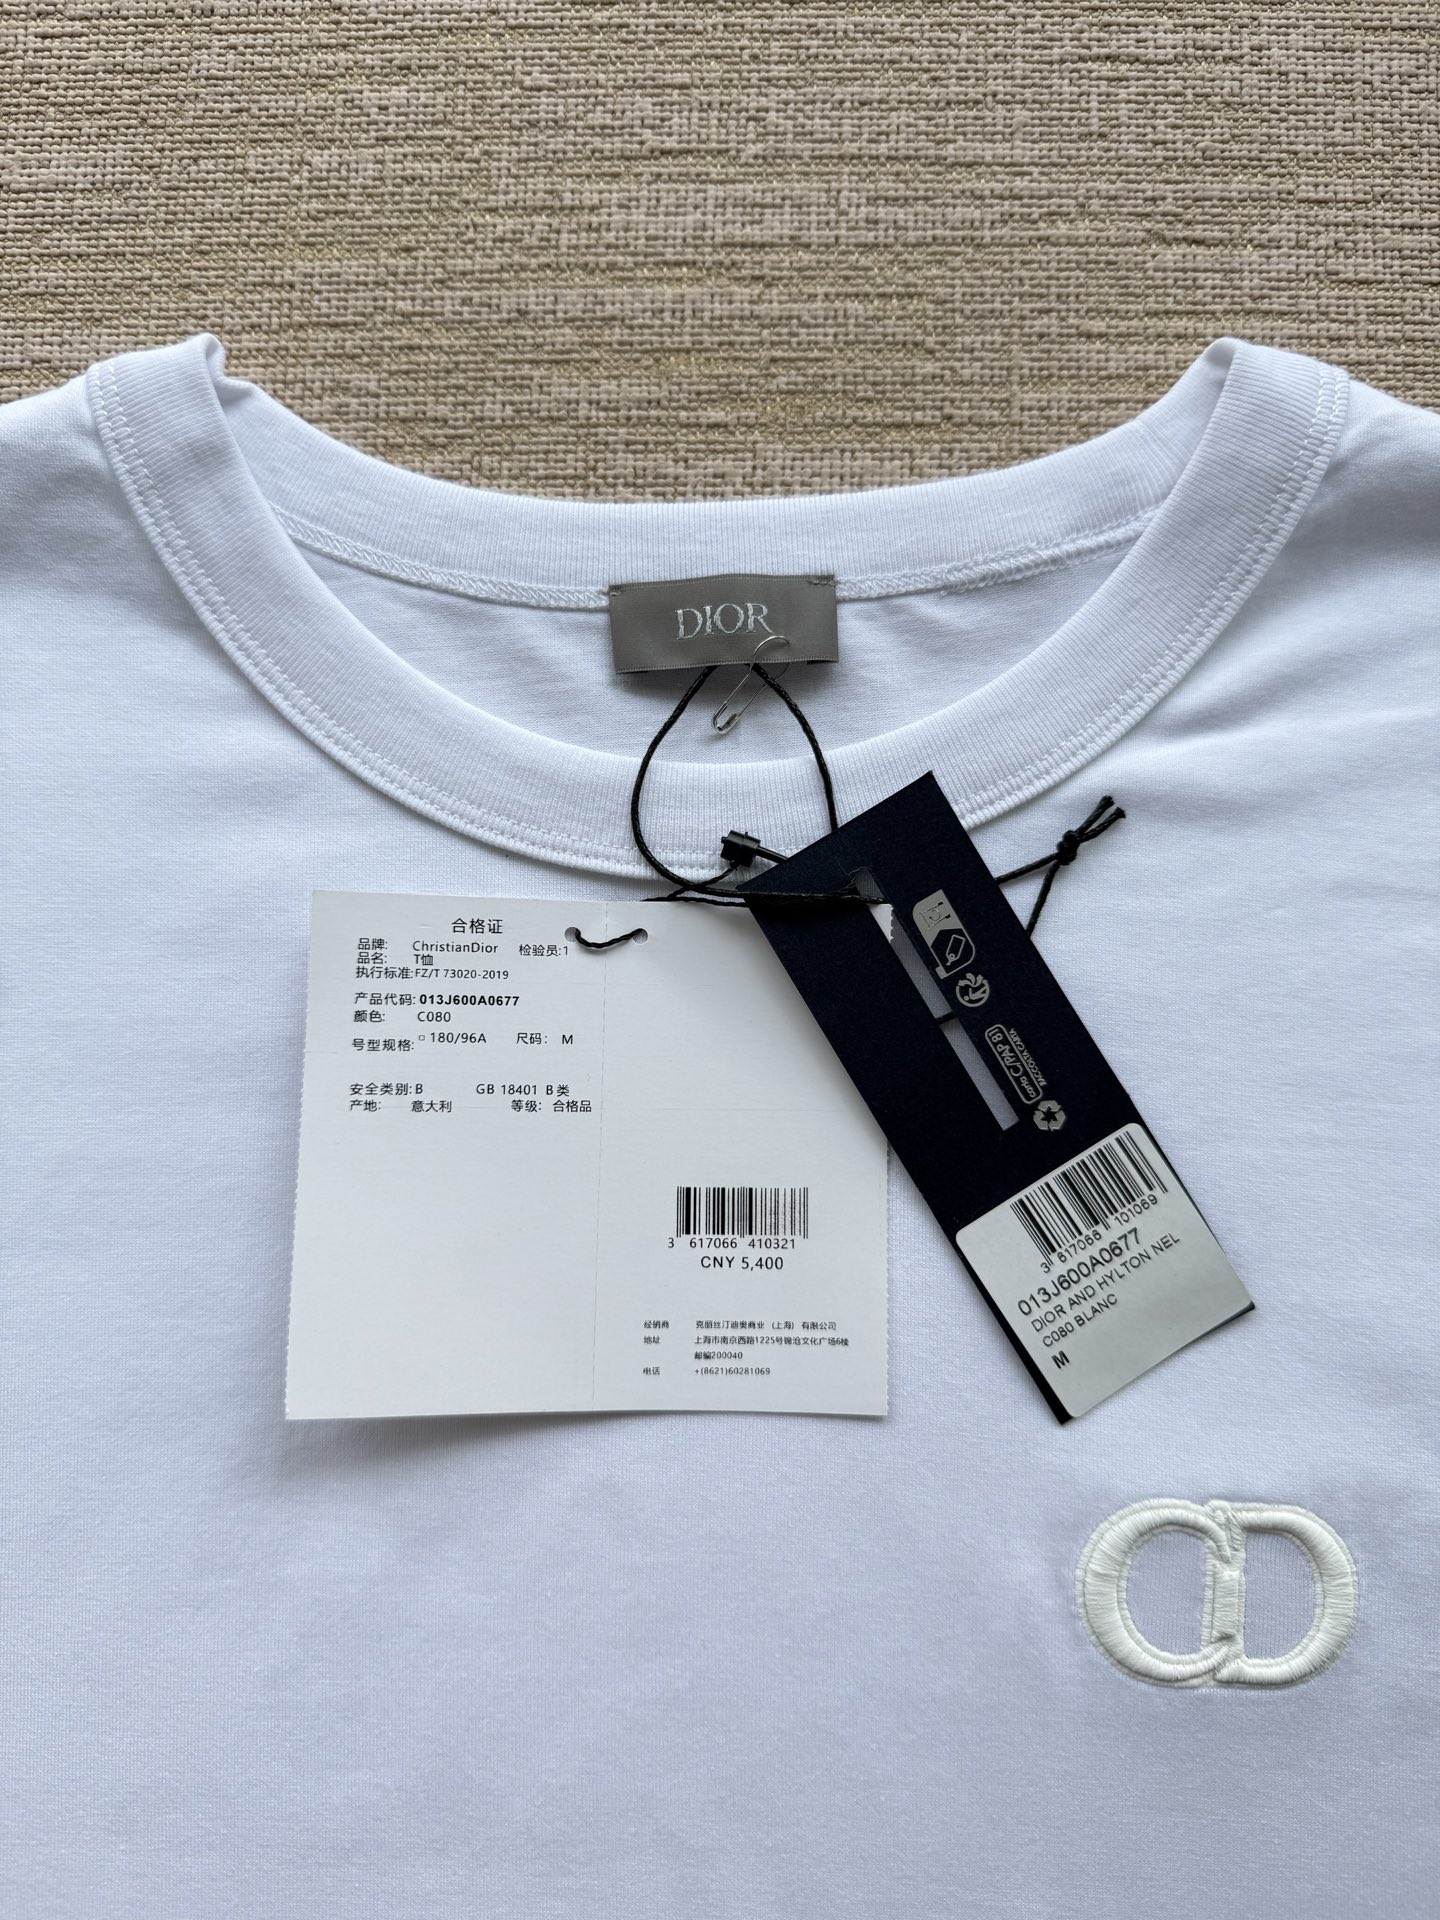 DIOR
合格证
品牌: ChristianDior 检验员:1
品名: T恤
执行标准:FZ/T 73020-2019
产品代码: 013J600A0677
颜色: C080
号型规格: 180/96A 尺码: M
安全类别:B GB 18401 B类
产地: 意大利 等级: 合格品
3 617066 410321
CNY 5,400
经销商 克丽丝汀迪奥商业 (上海) 有限公司
地址 上海市南京西路1225号锦沧文化广场6楼
邮编200040
电话 +(8621)60281069
carta C/PAP 81
RACCOLTA CARTA
3 617066 101069
013J600A0677
DIOR AND HYLTON NEL
C080 BLANC
M
CD